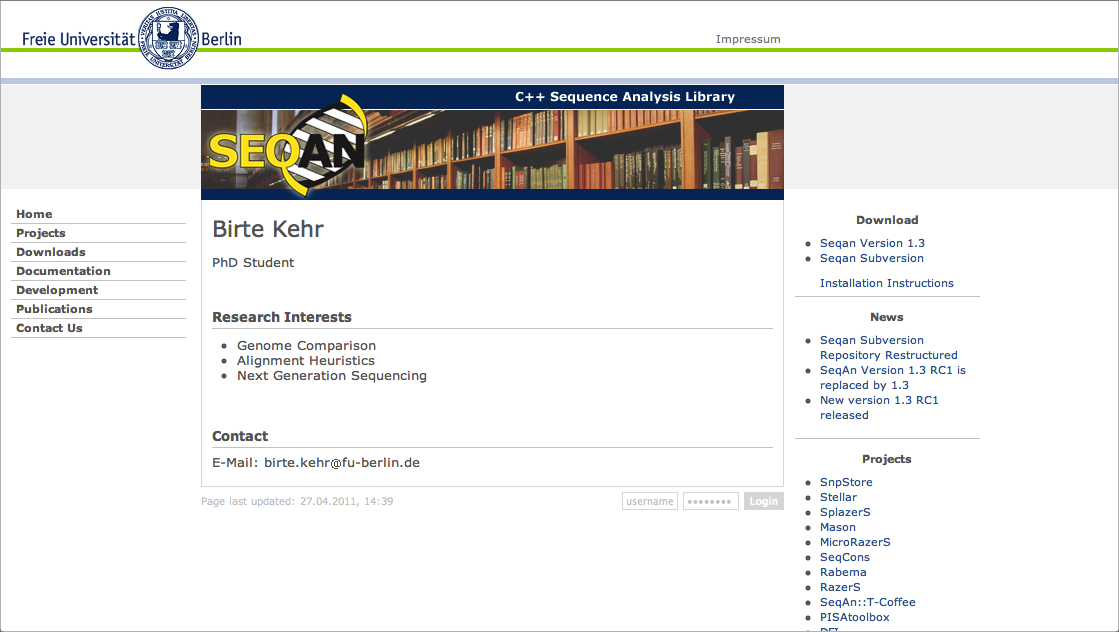 Freie Universität Berlin
Impressum
C++ Sequence Analysis Library
SEQAN
Home
Projects
Downloads
Documentation
Development
Publications
Contact Us
Birte Kehr
PhD Student
Research Interests
Genome Comparison
Alignment Heuristics
Next Generation Sequencing
Contact
E-Mail: birte.kehr@fu-berlin.de
Page last updated: 27.04.2011, 14:39
username
Login
Download
Seqan Version 1.3
Seqan Subversion
Installation Instructions
News
Seqan Subversion
Repository Restructured
SeqAn Version 1.3 RC1 is
replaced by 1.3
New version 1.3 RC1
released
Projects
SnpStore
Stellar
SplazerS
Mason
MicroRazerS
SeqCons
Rabema
RazerS
SeqAn::T-Coffee
PISAtoolbox